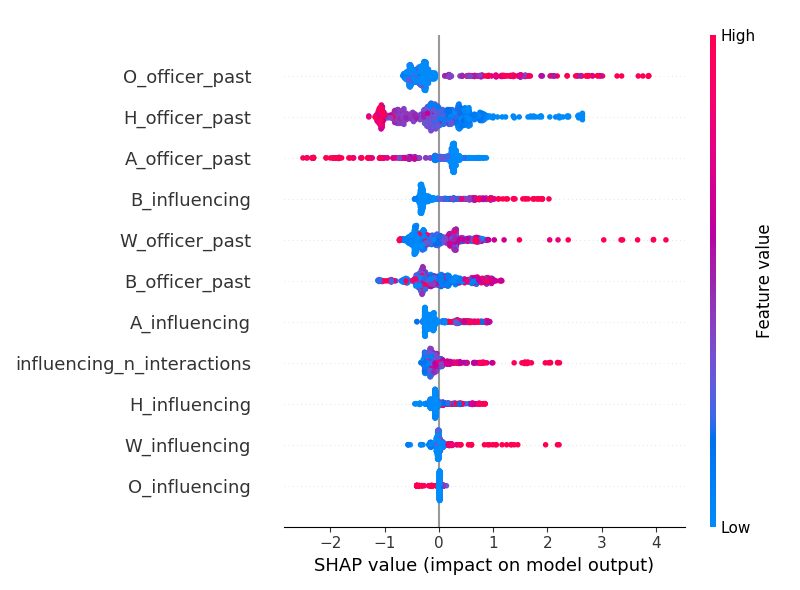 High
O_officer_past
H_officer_past
A_officer_past
B_influencing
W_officer_past
B_officer_past
A_influencing
influencing_n_interactions
H_influencing
W_influencing
O_influencing
Feature value
Low
−2 −1 0 1 2 3 4
SHAP value (impact on model output)